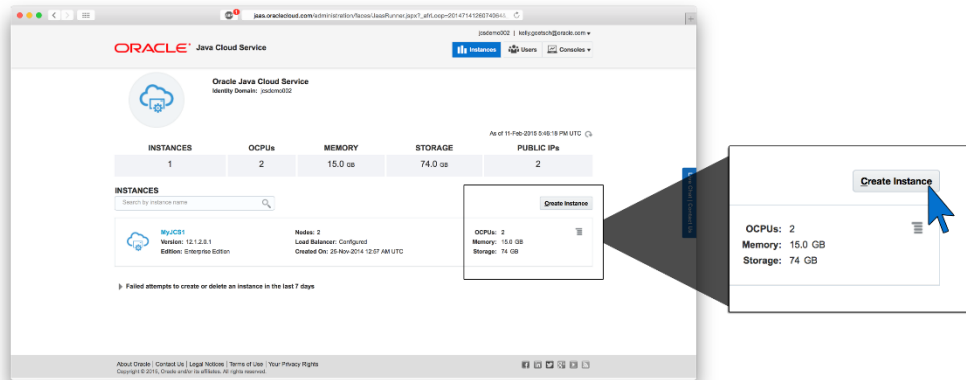 jaas.oraclecloud.com/administration/faces/JaasRunner.jspx?_afrLoop=2014714126074064
jcsdemo002 | kelly.goetsch@oracle.com
ORACLE® Java Cloud Service
Instances Users Consoles
Oracle Java Cloud Service
Identity Domain: jcsdemo002
As of 11-Feb-2015 5:46:18 PM UTC
INSTANCES OCPUs MEMORY STORAGE PUBLIC IPs
1 2 15.0 GB 74.0 GB 2
INSTANCES
Search by instance name
Create Instance
MyJCS1
Version: 12.1.2.0.1
Edition: Enterprise Edition
Nodes: 2
Load Balancer: Configured
Created On: 25-Nov-2014 12:57 AM UTC
OCPUs: 2
Memory: 15.0 GB
Storage: 74 GB
Failed attempts to create or delete an instance in the last 7 days
Chat | Contact Us
About Oracle | Contact Us | Legal Notices | Terms of Use | Your Privacy Rights
Copyright © 2015, Oracle and/or its affiliates. All rights reserved.
Create Instance
OCPUs: 2
Memory: 15.0 GB
Storage: 74 GB